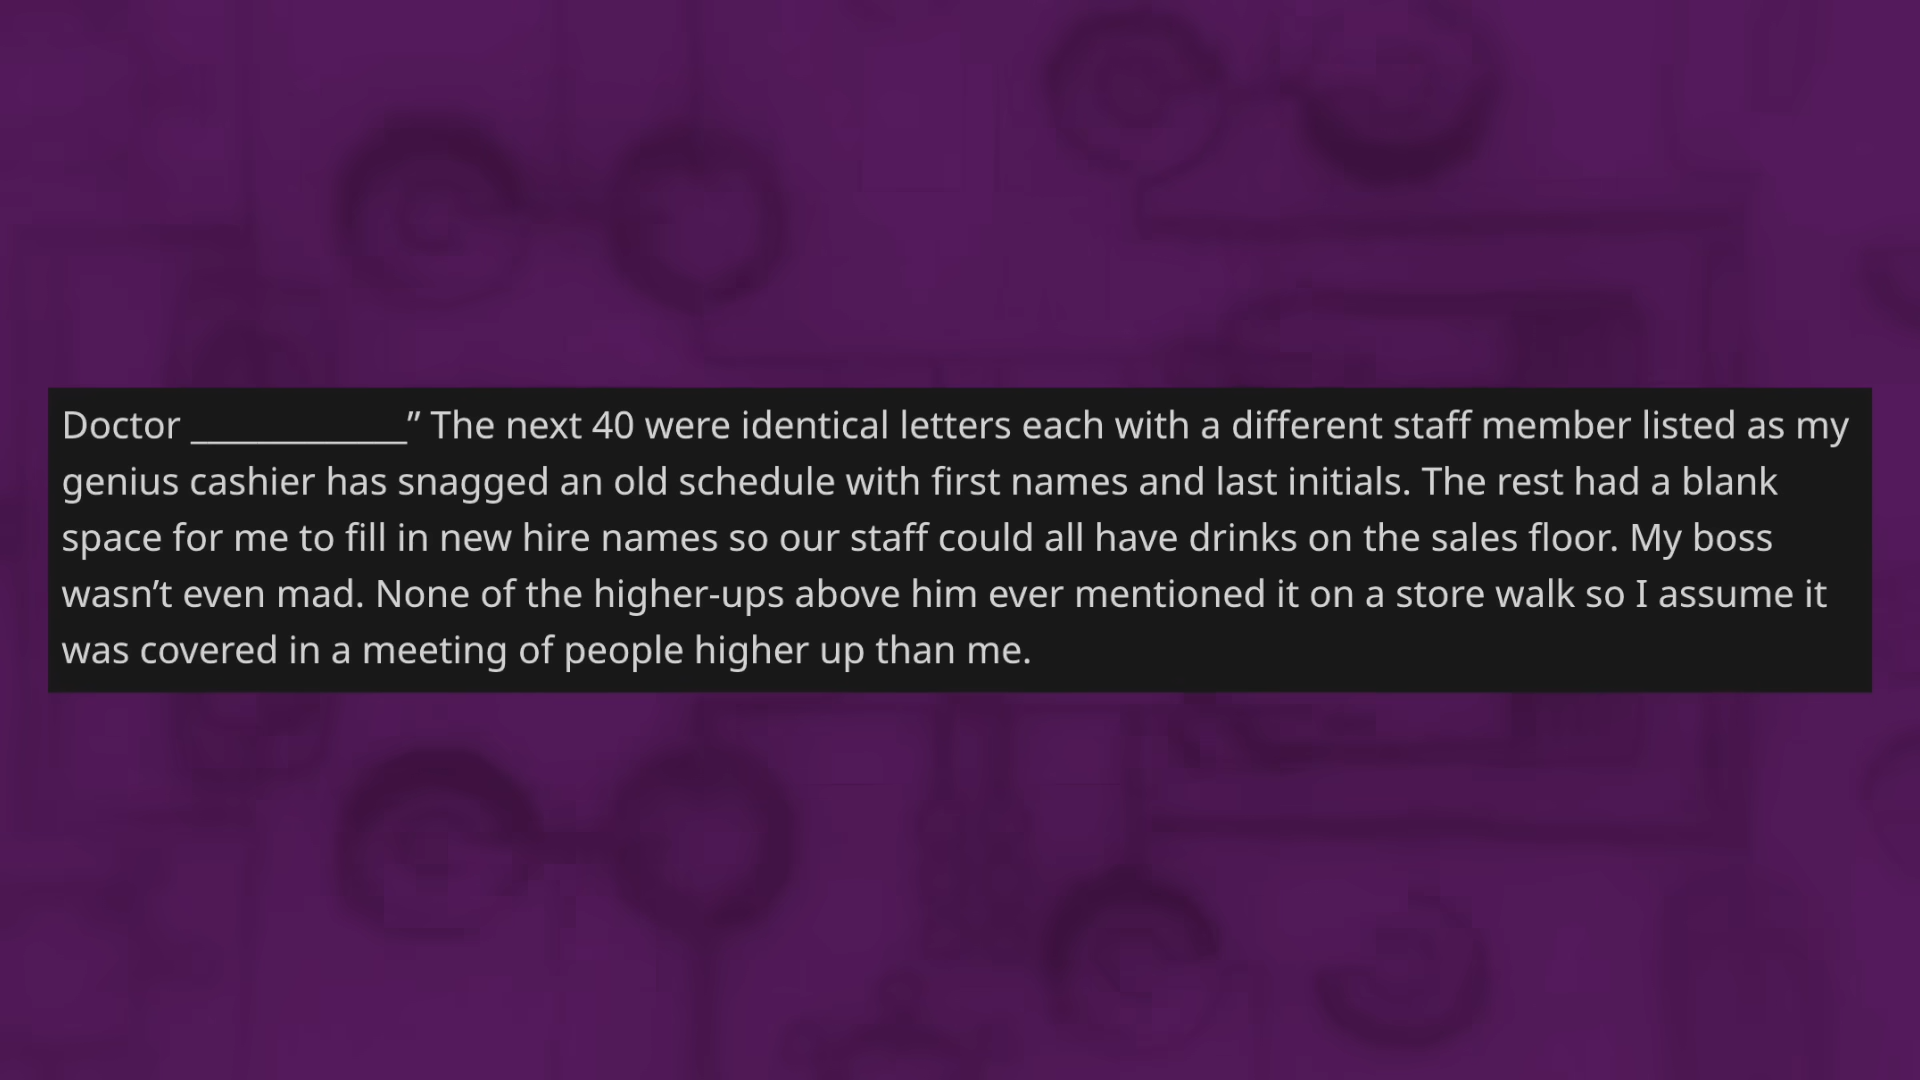 Doctor _____________” The next 40 were identical letters each with a different staff member listed as my
genius cashier has snagged an old schedule with first names and last initials. The rest had a blank
space for me to fill in new hire names so our staff could all have drinks on the sales floor. My boss
wasn’t even mad. None of the higher-ups above him ever mentioned it on a store walk so I assume it
was covered in a meeting of people higher up than me.